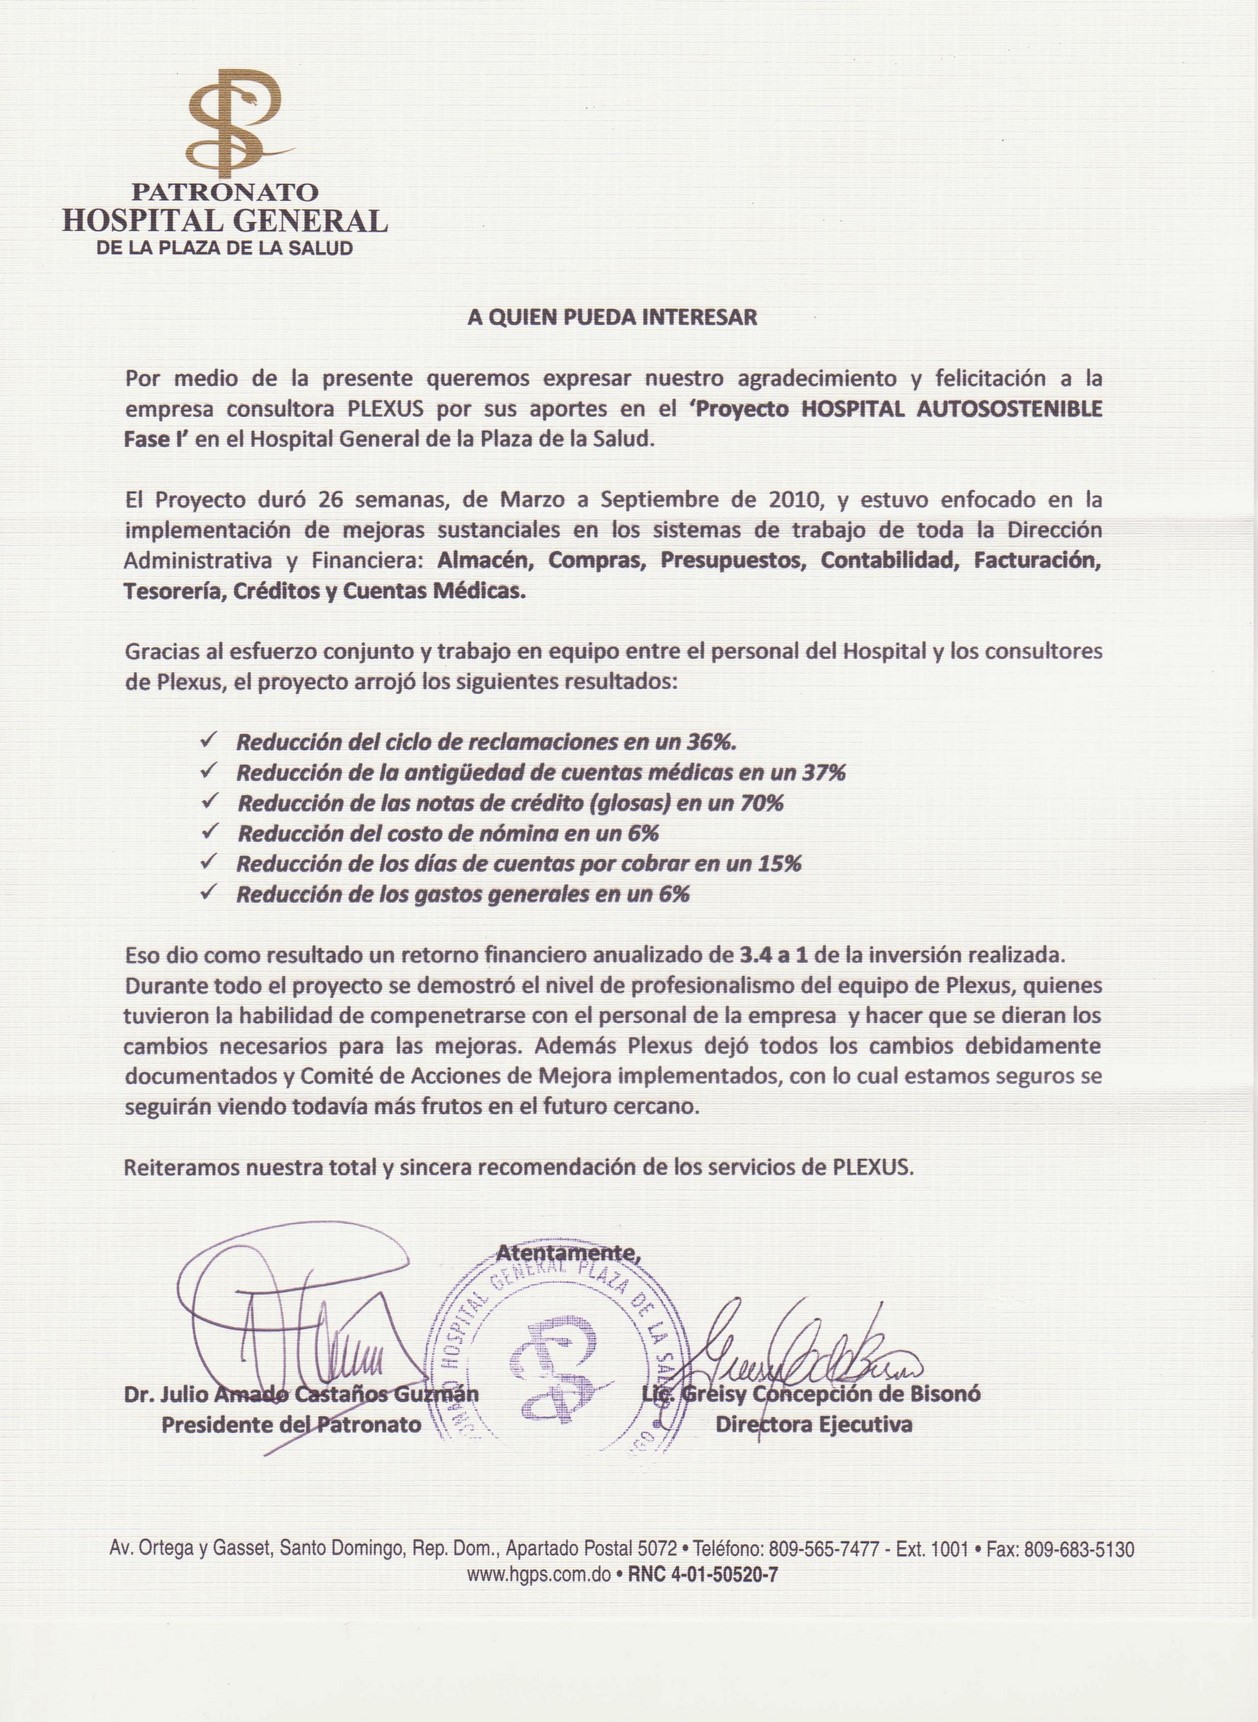 PATRONATO
HOSPITAL GENERAL
DE LA PLAZA DE LA SALUD
A QUIEN PUEDA INTERESAR
Por medio de la presente queremos expresar nuestro agradecimiento y felicitación a la
empresa consultora PLEXUS por sus aportes en el ‘Proyecto HOSPITAL AUTOSOSTENIBLE
Fase I’ en el Hospital General de la Plaza de la Salud.
El Proyecto duró 26 semanas, de Marzo a Septiembre de 2010, y estuvo enfocado en la
implementación de mejoras sustanciales en los sistemas de trabajo de toda la Dirección
Administrativa y Financiera: Almacén, Compras, Presupuestos, Contabilidad, Facturación,
Tesorería, Créditos y Cuentas Médicas.
Gracias al esfuerzo conjunto y trabajo en equipo entre el personal del Hospital y los consultores
de Plexus, el proyecto arrojó los siguientes resultados:
✓ Reducción del ciclo de reclamaciones en un 36%.
✓ Reducción de la antigüedad de cuentas médicas en un 37%
✓ Reducción de las notas de crédito (glosas) en un 70%
✓ Reducción del costo de nómina en un 6%
✓ Reducción de los días de cuentas por cobrar en un 15%
✓ Reducción de los gastos generales en un 6%
Eso dio como resultado un retorno financiero anualizado de 3.4 a 1 de la inversión realizada.
Durante todo el proyecto se demostró el nivel de profesionalismo del equipo de Plexus, quienes
tuvieron la habilidad de compenetrarse con el personal de la empresa y hacer que se dieran los
cambios necesarios para las mejoras. Además Plexus dejó todos los cambios debidamente
documentados y Comité de Acciones de Mejora implementados, con lo cual estamos seguros se
seguirán viendo todavía más frutos en el futuro cercano.
Reiteramos nuestra total y sincera recomendación de los servicios de PLEXUS.
Atentamente,
HOSPITAL GENERAL PLAZA DE LA
Dr. Julio Amado Castaños Guzmán
Lic. Greisy Concepción de Bisonó
Presidente del Patronato
Directora Ejecutiva
Av. Ortega y Gasset, Santo Domingo, Rep. Dom., Apartado Postal 5072 • Teléfono: 809-565-7477 - Ext. 1001 • Fax: 809-683-5130
www.hgps.com.do • RNC 4-01-50520-7